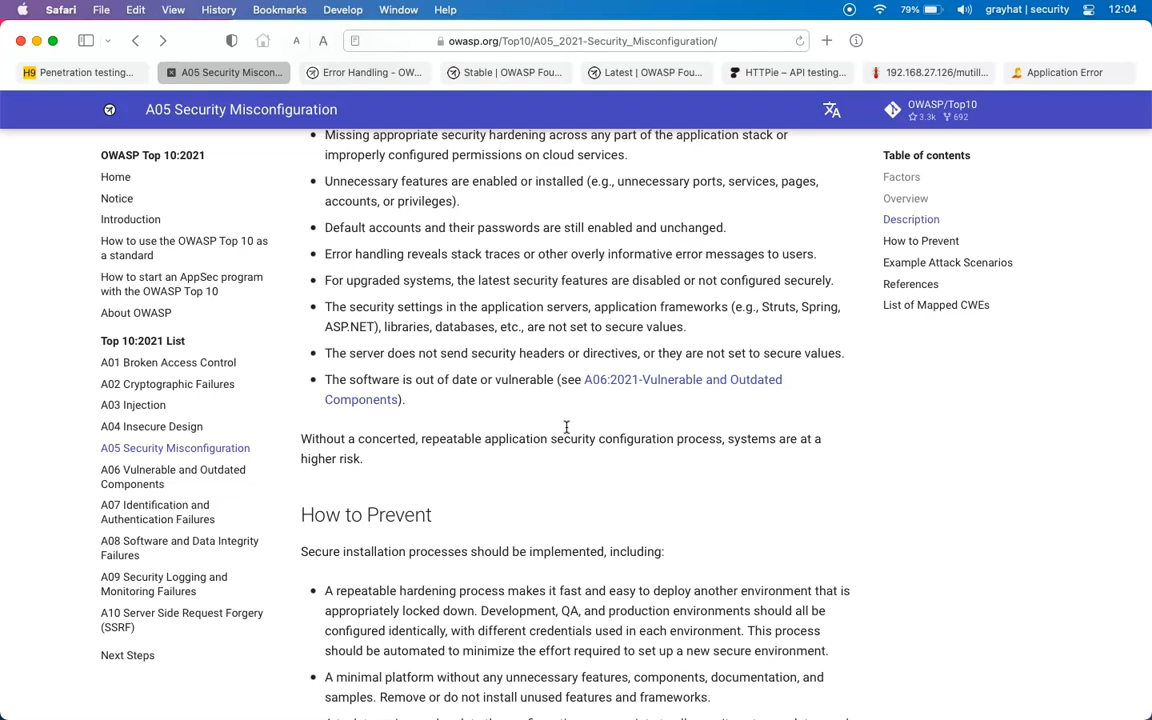 Safari File Edit View History Bookmarks Develop Window Help 79% grayhat | security 12:04
A A owasp.org/Top10/A05_2021-Security_Misconfiguration/
H9 Penetration testing... A05 Security Miscon... Error Handling - OW... Stable | OWASP Fou... Latest | OWASP Fou... HTTPie – API testing... 192.168.27.126/mutill... Application Error
A05 Security Misconfiguration
OWASP/Top10
3.3k 692
OWASP Top 10:2021
Home
Notice
Introduction
How to use the OWASP Top 10 as
a standard
How to start an AppSec program
with the OWASP Top 10
About OWASP
Top 10:2021 List
A01 Broken Access Control
A02 Cryptographic Failures
A03 Injection
A04 Insecure Design
A05 Security Misconfiguration
A06 Vulnerable and Outdated
Components
A07 Identification and
Authentication Failures
A08 Software and Data Integrity
Failures
A09 Security Logging and
Monitoring Failures
A10 Server Side Request Forgery
(SSRF)
Next Steps
• Missing appropriate security hardening across any part of the application stack or
improperly configured permissions on cloud services.
• Unnecessary features are enabled or installed (e.g., unnecessary ports, services, pages,
accounts, or privileges).
• Default accounts and their passwords are still enabled and unchanged.
• Error handling reveals stack traces or other overly informative error messages to users.
• For upgraded systems, the latest security features are disabled or not configured securely.
• The security settings in the application servers, application frameworks (e.g., Struts, Spring,
ASP.NET), libraries, databases, etc., are not set to secure values.
• The server does not send security headers or directives, or they are not set to secure values.
• The software is out of date or vulnerable (see A06:2021-Vulnerable and Outdated
Components).
Without a concerted, repeatable application security configuration process, systems are at a
higher risk.
How to Prevent
Secure installation processes should be implemented, including:
• A repeatable hardening process makes it fast and easy to deploy another environment that is
appropriately locked down. Development, QA, and production environments should all be
configured identically, with different credentials used in each environment. This process
should be automated to minimize the effort required to set up a new secure environment.
• A minimal platform without any unnecessary features, components, documentation, and
samples. Remove or do not install unused features and frameworks.
Table of contents
Factors
Overview
Description
How to Prevent
Example Attack Scenarios
References
List of Mapped CWEs